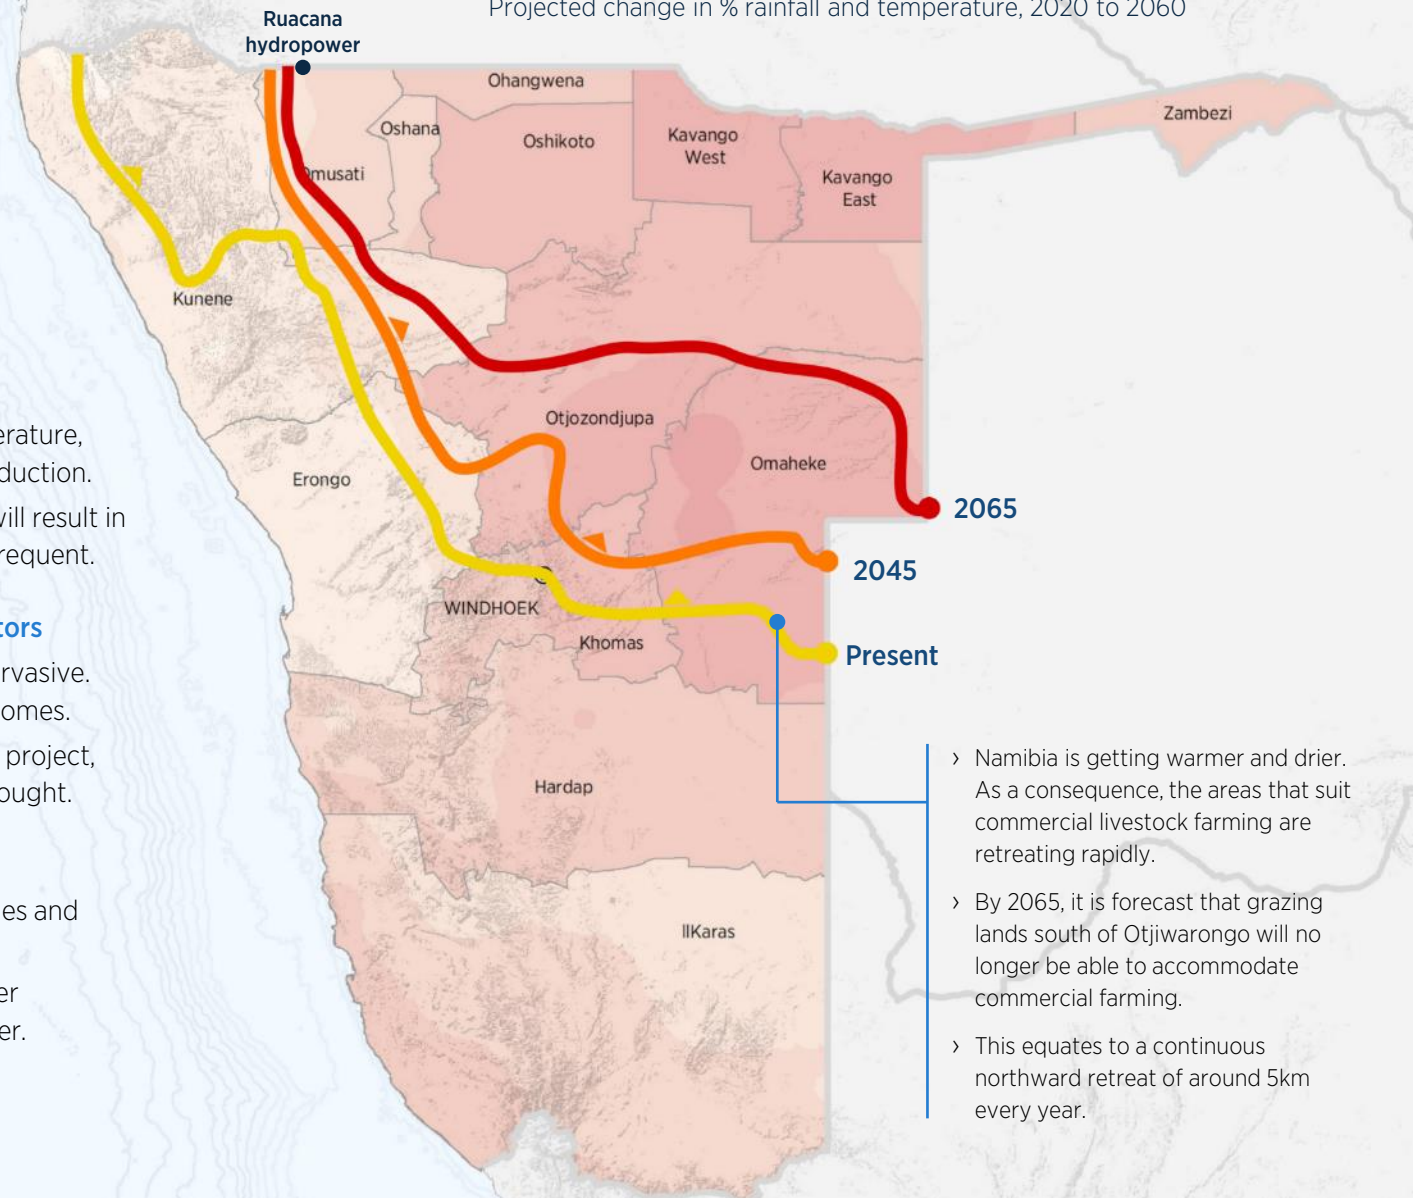 Projected change in % rainfall and temperature, 2020 to 2060
Ruacana
hydropower
Ohangwena
Zambezi
Oshana
Oshikoto
Kavango
West
Omusati
Kavango
East
Kunene
Otjozondjupa
Omaheke
Erongo
2065
2045
WINDHOEK
Khomas
Present
Hardap
IIKaras
erature,
duction.
will result in
requent.
tors
rvasive.
omes.
project,
ought.
es and
er
er.
› Namibia is getting warmer and drier.
As a consequence, the areas that suit
commercial livestock farming are
retreating rapidly.
› By 2065, it is forecast that grazing
lands south of Otjiwarongo will no
longer be able to accommodate
commercial farming.
› This equates to a continuous
northward retreat of around 5km
every year.